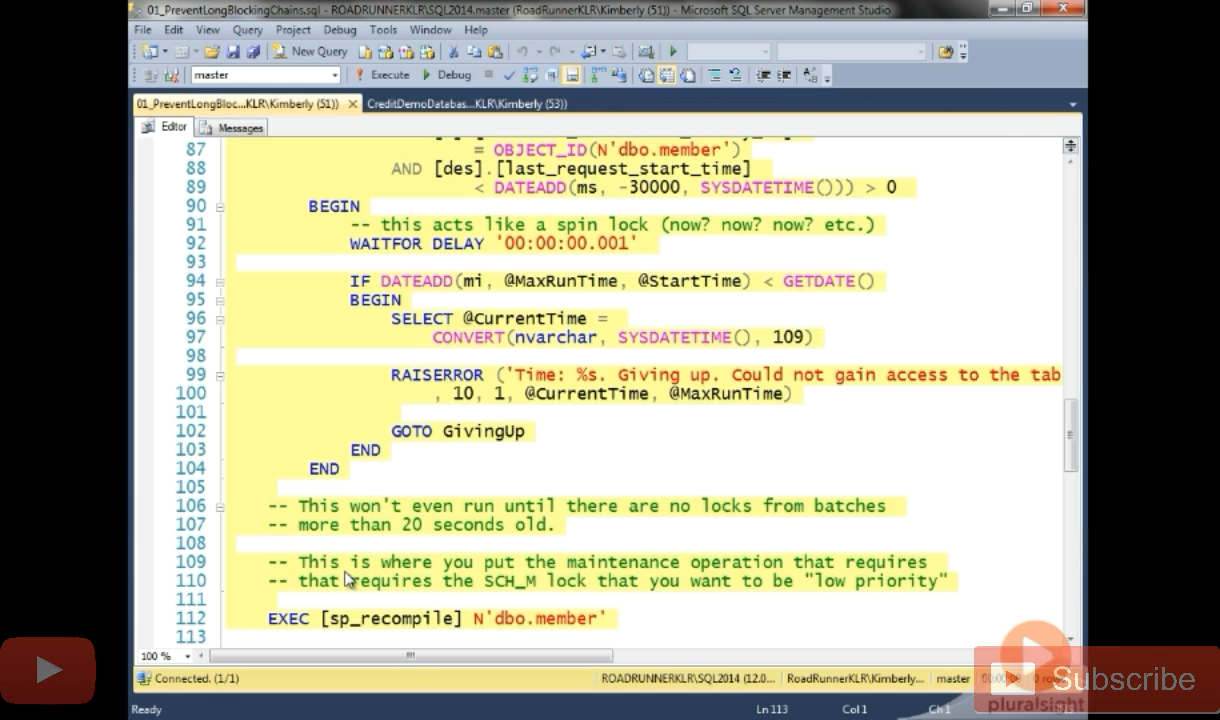 01_PreventLongBlockingChains.sql - ROADRUNNERKLR\SQL2014.master (RoadRunnerKLR\Kimberly (51)) - Microsoft SQL Server Management Studio
File Edit View Query Project Debug Tools Window Help
New Query
master Execute Debug
01_PreventLongBloc...KLR\Kimberly (51)) CreditDemoDatabas...KLR\Kimberly (53))
Editor Messages
87 = OBJECT_ID(N'dbo.member')
88 AND [des].[last_request_start_time]
89 < DATEADD(ms, -30000, SYSDATETIME())) > 0
90 BEGIN
91 -- this acts like a spin lock (now? now? now? etc.)
92 WAITFOR DELAY '00:00:00.001'
93
94 IF DATEADD(mi, @MaxRunTime, @StartTime) < GETDATE()
95 BEGIN
96 SELECT @CurrentTime =
97 CONVERT(nvarchar, SYSDATETIME(), 109)
98
99 RAISERROR ('Time: %s. Giving up. Could not gain access to the tab
100 , 10, 1, @CurrentTime, @MaxRunTime)
101
102 GOTO GivingUp
103 END
104 END
105
106 -- This won't even run until there are no locks from batches
107 -- more than 20 seconds old.
108
109 -- This is where you put the maintenance operation that requires
110 -- that requires the SCH_M lock that you want to be "low priority"
111
112 EXEC [sp_recompile] N'dbo.member'
113
100 %
Connected. (1/1) ROADRUNNERKLR\SQL2014 (12.0... RoadRunnerKLR\Kimberly... master
Subscribe
pluralsight
Ready Ln 113 Col 1 Ch 1